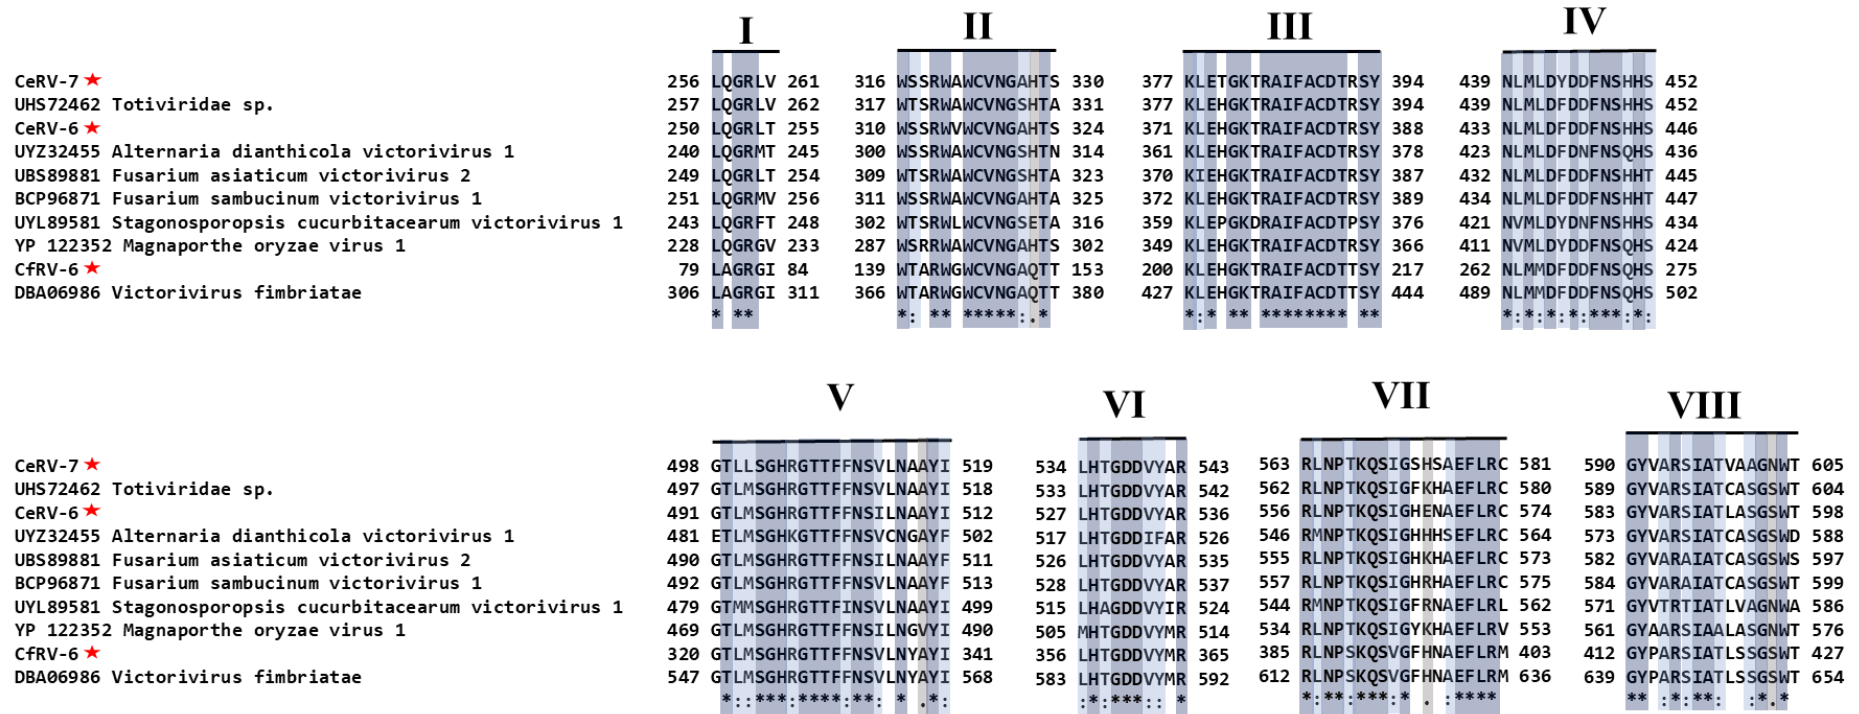 I II III IV
CeRV-7 256 LQGRLV 261 316 WSSRWAWCVNGAHTS 330 377 KLETGKTRAIFACDTRSY 394 439 NLMLDYDDFNSHHS 452
UHS72462 Totiviridae sp. 257 LQGRLV 262 317 WTSRWAWCVNGSHTA 331 377 KLEHGKTRAIFACDTRSY 394 439 NLMLDFDDFNSHHS 452
CeRV-6 250 LQGRLT 255 310 WSSRWVWCVNGAHTS 324 371 KLEHGKTRAIFACDTRSY 388 433 NLMLDFDDFNSHHS 446
UYZ32455 Alternaria dianthicola victorivirus 1 240 LQGRMT 245 300 WSSRWAWCVNGSHTN 314 361 KLEHGKTRAIFACDTRSY 378 423 NLMLDFDNFNSQHS 436
UBS89881 Fusarium asiaticum victorivirus 2 249 LQGRLT 254 309 WTSRWAWCVNGSHTA 323 370 KIEHGKTRAIFACDTRSY 387 432 NLMLDFDDFNSHHT 445
BCP96871 Fusarium sambucinum victorivirus 1 251 LQGRMV 256 311 WSSRWAWCVNGAHTA 325 372 KLEHGKTRAIFACDTRSY 389 434 NLMLDFDDFNSHHT 447
UYL89581 Stagonosporopsis cucurbitacearum victorivirus 1 243 LQGRFT 248 302 WTSRWLWCVNGSETA 316 359 KLEPGKDRAIFACDTPSY 376 421 NVMLDYDNFNSHHS 434
YP 122352 Magnaporthe oryzae virus 1 228 LQGRGV 233 287 WSRRWAWCVNGAHTS 302 349 KLEHGKTRAIFACDTRSY 366 411 NVMLDYDDFNSQHS 424
CfRV-6 79 LAGRGI 84 139 WTARWGWCVNGAQTT 153 200 KLEHGKTRAIFACDTTSY 217 262 NLMMDFDDFNSQHS 275
DBA06986 Victorivirus fimbriatae 306 LAGRGI 311 366 WTARWGWCVNGAQTT 380 427 KLEHGKTRAIFACDTTSY 444 489 NLMMDFDDFNSQHS 502
* ** *: ** *****:.* *:* ** ******** ** *:*:*:*:***:*:
V VI VII VIII
CeRV-7 498 GTLLSGHRGTTFFNSVLNAAYI 519 534 LHTGDDVYAR 543 563 RLNPTKQSIGSHSAEFLRC 581 590 GYVARSIATVAAGNWT 605
UHS72462 Totiviridae sp. 497 GTLMSGHRGTTFFNSVLNAAYI 518 533 LHTGDDVYAR 542 562 RLNPTKQSIGFKHAEFLRC 580 589 GYVARSIATCASGSWT 604
CeRV-6 491 GTLMSGHRGTTFFNSILNAAYI 512 527 LHTGDDVYAR 536 556 RLNPTKQSIGHENAEFLRC 574 583 GYVARSIATLASGSWT 598
UYZ32455 Alternaria dianthicola victorivirus 1 481 ETLMSGHKGTTFFNSVCNGAYF 502 517 LHTGDDIFAR 526 546 RMNPTKQSIGHHHSEFLRC 564 573 GYVARSIATCASGSWD 588
UBS89881 Fusarium asiaticum victorivirus 2 490 GTLMSGHRGTTFFNSILNAAYF 511 526 LHTGDDVYAR 535 555 RLNPTKQSIGHKHAEFLRC 573 582 GYVARAIATCASGSWS 597
BCP96871 Fusarium sambucinum victorivirus 1 492 GTLMSGHRGTTFFNSVLNAAYF 513 528 LHTGDDVYAR 537 557 RLNPTKQSIGHRHAEFLRC 575 584 GYVARAIATCASGSWT 599
UYL89581 Stagonosporopsis cucurbitacearum victorivirus 1 479 GTMMSGHRGTTFINSVLNAAYI 499 515 LHAGDDVYIR 524 544 RMNPTKQSIGFRNAEFLRL 562 571 GYVTRTIATLVAGNWA 586
YP 122352 Magnaporthe oryzae virus 1 469 GTLMSGHRGTTFFNSILNGVYI 490 505 MHTGDDVYMR 514 534 RLNPTKQSIGYKHAEFLRV 553 561 GYAARSIAALASGNWT 576
CfRV-6 320 GTLMSGHRGTTFFNSVLNYAYI 341 356 LHTGDDVYMR 365 385 RLNPSKQSVGFHNAEFLRM 403 412 GYPARSIATLSSGSWT 427
DBA06986 Victorivirus fimbriatae 547 GTLMSGHRGTTFFNSVLNYAYI 568 583 LHTGDDVYMR 592 612 RLNPSKQSVGFHNAEFLRM 636 639 GYPARSIATLSSGSWT 654
*::***:****:**: * .*: :*:***:: * *:**:***:* . :**** ** :*:**: :*.*